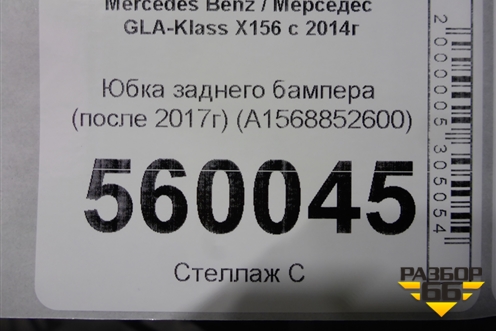 Mercedes Benz / Мерседес
GLA-Klass X156 с 2014г
Юбка заднего бампера
(после 2017г) (A1568852600)
560045
Стеллаж С
2000005305054
РАЗБОР
66